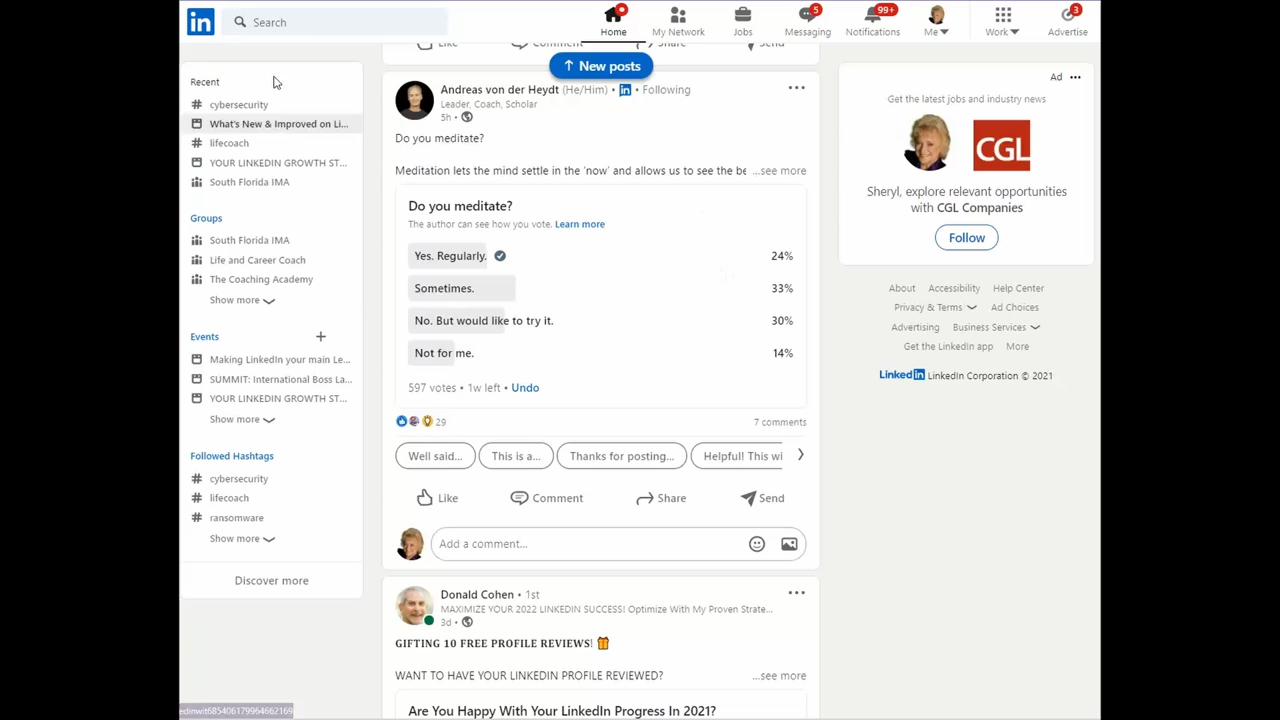 in
Search
Home
My Network
Jobs
5
Messaging
99+
Notifications
Me
Work
3
Advertise
Recent
# cybersecurity
What's New & Improved on Li...
# lifecoach
YOUR LINKEDIN GROWTH ST...
South Florida IMA
Groups
South Florida IMA
Life and Career Coach
The Coaching Academy
Show more
Events
Making LinkedIn your main Le...
SUMMIT: International Boss La...
YOUR LINKEDIN GROWTH ST...
Show more
Followed Hashtags
# cybersecurity
# lifecoach
# ransomware
Show more
Discover more
Like
Comment
Share
Send
↑ New posts
Andreas von der Heydt (He/Him) • in • Following
Leader, Coach, Scholar
5h •
Do you meditate?
Meditation lets the mind settle in the 'now' and allows us to see the be ...see more
Do you meditate?
The author can see how you vote. Learn more
Yes. Regularly. 24%
Sometimes. 33%
No. But would like to try it. 30%
Not for me. 14%
597 votes • 1w left • Undo
29
7 comments
Well said...
This is a...
Thanks for posting...
Helpful! This wi
Like
Comment
Share
Send
Add a comment...
Donald Cohen • 1st
MAXIMIZE YOUR 2022 LINKEDIN SUCCESS! Optimize With My Proven Strate...
3d •
GIFTING 10 FREE PROFILE REVIEWS!
WANT TO HAVE YOUR LINKEDIN PROFILE REVIEWED? ...see more
Are You Happy With Your LinkedIn Progress In 2021?
Ad •••
Get the latest jobs and industry news
CGL
Sheryl, explore relevant opportunities
with CGL Companies
Follow
About Accessibility Help Center
Privacy & Terms Ad Choices
Advertising Business Services
Get the LinkedIn app More
LinkedIn LinkedIn Corporation © 2021